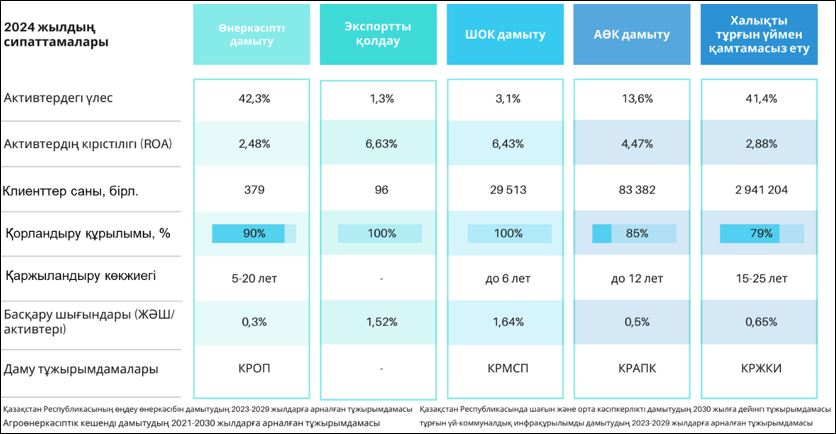 2024 жылдың сипаттамалары
Өнеркәсіпті дамыту
Экспортты қолдау
ШОК дамыту
АӨК дамыту
Халықты тұрғын үймен қамтамасыз ету
Активтердегі үлес 42,3% 1,3% 3,1% 13,6% 41,4%
Активтердің кірістілігі (ROA) 2,48% 6,63% 6,43% 4,47% 2,88%
Клиенттер саны, бірл. 379 96 29 513 83 382 2 941 204
Қорландыру құрылымы, % 90% 100% 100% 85% 79%
Қаржыландыру көкжиегі 5-20 лет - до 6 лет до 12 лет 15-25 лет
Басқару шығындары (ЖӘШ/активтері) 0,3% 1,52% 1,64% 0,5% 0,65%
Даму тұжырымдамалары КРОП - КРМСП КРАПК КРЖКИ
Қазақстан Республикасының өңдеу өнеркәсібін дамытудың 2023-2029 жылдарға арналған тұжырымдамасы
Қазақстан Республикасында шағын және орта кәсіпкерлікті дамытудың 2030 жылға дейінгі тұжырымдамасы
Агроөнеркәсіптік кешенді дамытудың 2021-2030 жылдарға арналған тұжырымдамасы
тұрғын үй-коммуналдық инфрақұрылымды дамытудың 2023-2029 жылдарға арналған тұжырымдамасы